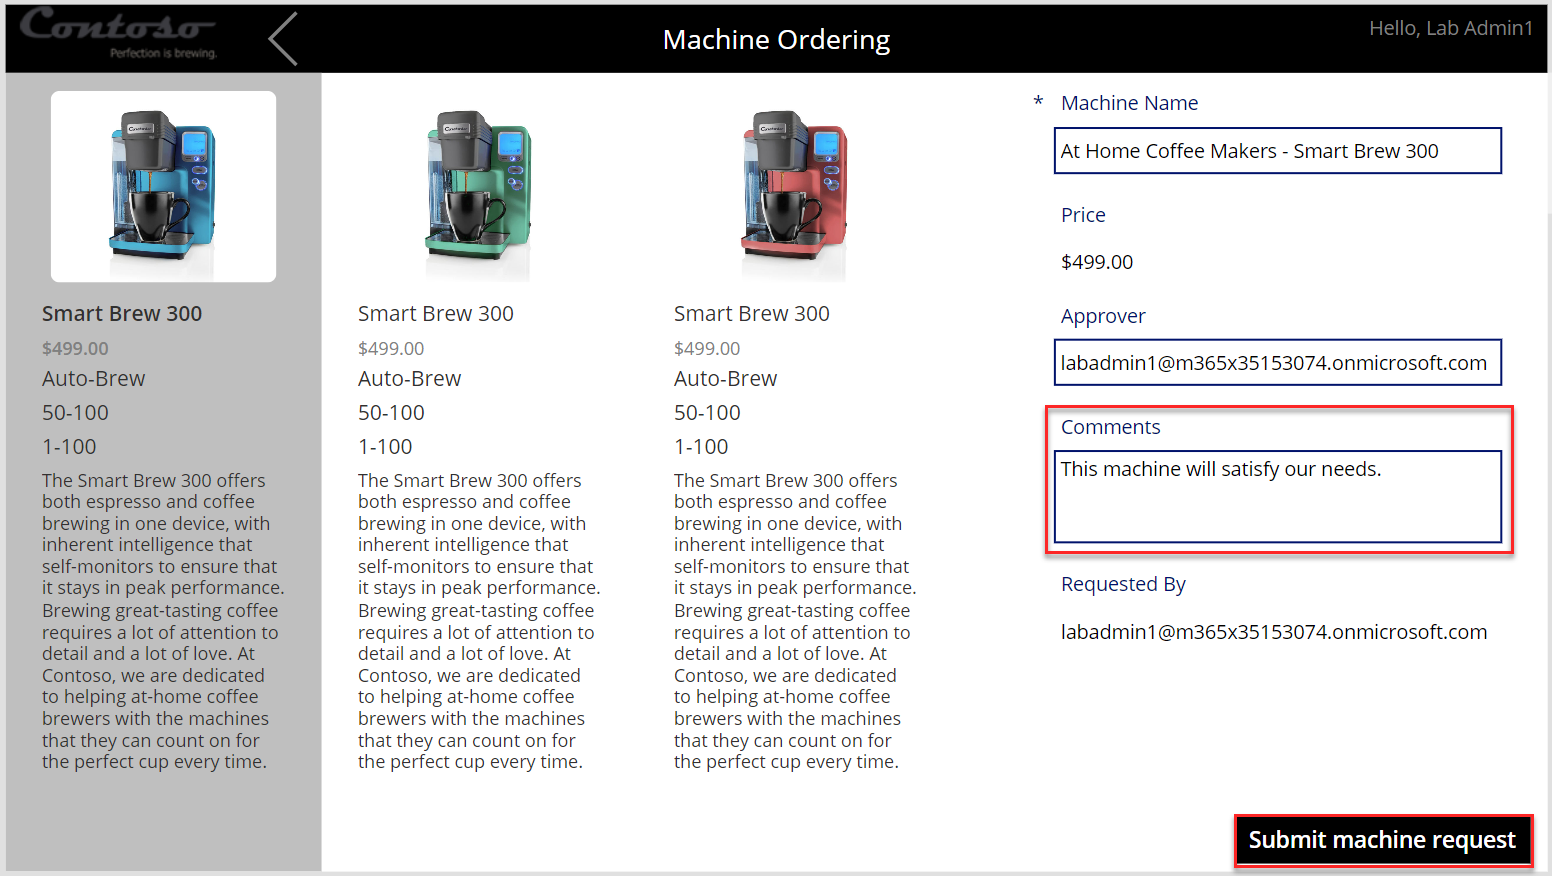 Contoso
Perfection is brewing.
Machine Ordering
Hello, Lab Admin1
Contoso
Smart Brew 300
$499.00
Auto-Brew
50-100
1-100
The Smart Brew 300 offers
both espresso and coffee
brewing in one device, with
inherent intelligence that
self-monitors to ensure that
it stays in peak performance.
Brewing great-tasting coffee
requires a lot of attention to
detail and a lot of love. At
Contoso, we are dedicated
to helping at-home coffee
brewers with the machines
that they can count on for
the perfect cup every time.
Contoso
Smart Brew 300
$499.00
Auto-Brew
50-100
1-100
The Smart Brew 300 offers
both espresso and coffee
brewing in one device, with
inherent intelligence that
self-monitors to ensure that
it stays in peak performance.
Brewing great-tasting coffee
requires a lot of attention to
detail and a lot of love. At
Contoso, we are dedicated
to helping at-home coffee
brewers with the machines
that they can count on for
the perfect cup every time.
Contoso
Smart Brew 300
$499.00
Auto-Brew
50-100
1-100
The Smart Brew 300 offers
both espresso and coffee
brewing in one device, with
inherent intelligence that
self-monitors to ensure that
it stays in peak performance.
Brewing great-tasting coffee
requires a lot of attention to
detail and a lot of love. At
Contoso, we are dedicated
to helping at-home coffee
brewers with the machines
that they can count on for
the perfect cup every time.
* Machine Name
At Home Coffee Makers - Smart Brew 300
Price
$499.00
Approver
labadmin1@m365x35153074.onmicrosoft.com
Comments
This machine will satisfy our needs.
Requested By
labadmin1@m365x35153074.onmicrosoft.com
Submit machine request